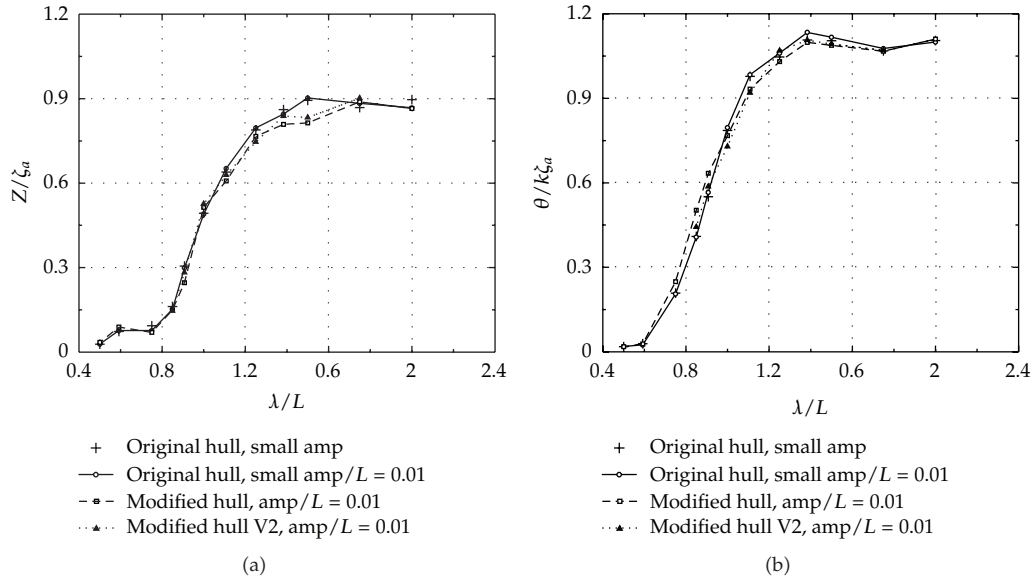 1.2
0.9
0.6
0.3
0
Z/ζa
0.4 0.8 1.2 0.6 2 2.4
λ/L
Original hull, small amp
Original hull, small amp/L = 0.01
Modified hull, amp/L = 0.01
Modified hull V2, amp/L = 0.01
(a)
1.2
0.9
0.6
0.3
0
θ/kζa
0.4 0.8 1.2 0.6 2 2.4
λ/L
Original hull, small amp
Original hull, small amp/L = 0.01
Modified hull, amp/L = 0.01
Modified hull V2, amp/L = 0.01
(b)